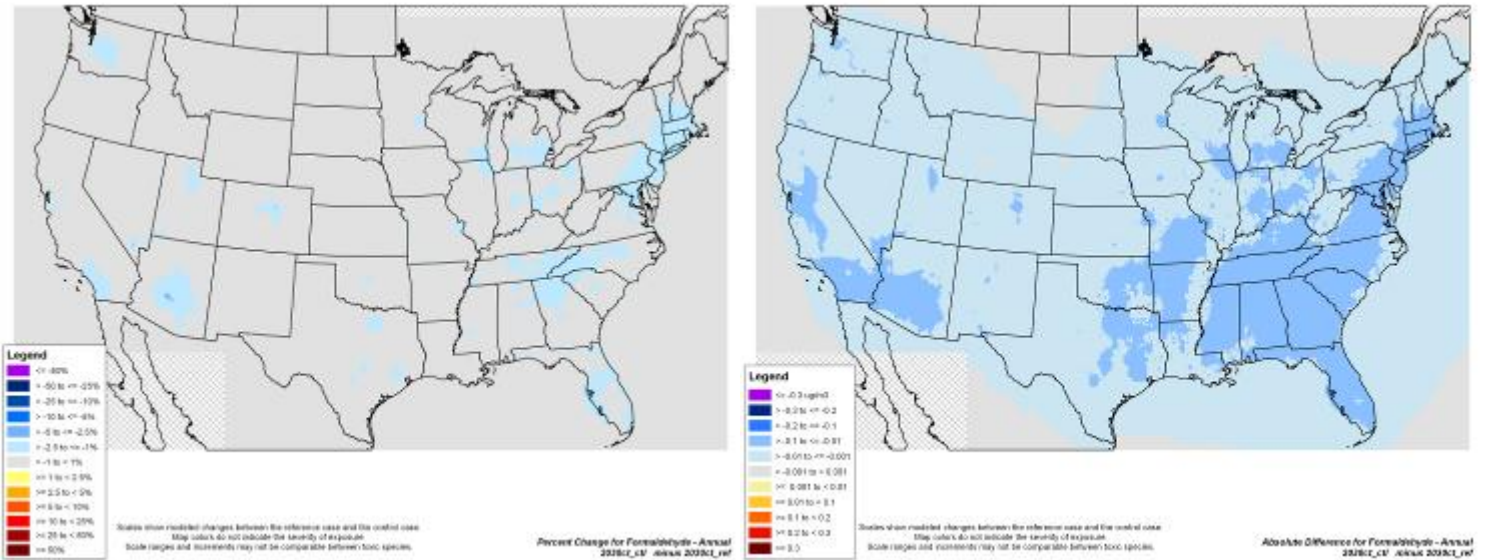 Legend
> -50 to <= -25%
> -25 to <= -10%
> -5 to <= -2.5%
> -2.5 to <= -1%
> -1 to < 1%
>= 1 to < 2.5%
>= 2.5 to < 5%
>= 5 to < 10%
>= 10 to < 25%
>= 25 to < 50%
>= 50%
Scales show modeled changes between the reference case and the control case
Map colors do not indicate the severity of exposure
Scale ranges and increments may not be comparable between toxic species.
Percent Change for Formaldehyde - Annual
minus
Legend
<= -0.3 ug/m3
> -0.3 to <= -0.2
> -0.2 to <= -0.1
> -0.1 to <= -0.01
> -0.01 to <= -0.001
> -0.001 to < 0.001
>= 0.001 to < 0.01
>= 0.01 to < 0.1
>= 0.1 to < 0.2
>= 0.2 to < 0.3
>= 0.3
Scales show modeled changes between the reference case and the control case
Map colors do not indicate the severity of exposure
Scale ranges and increments may not be comparable between toxic species.
Absolute Difference for Formaldehyde - Annual
minus